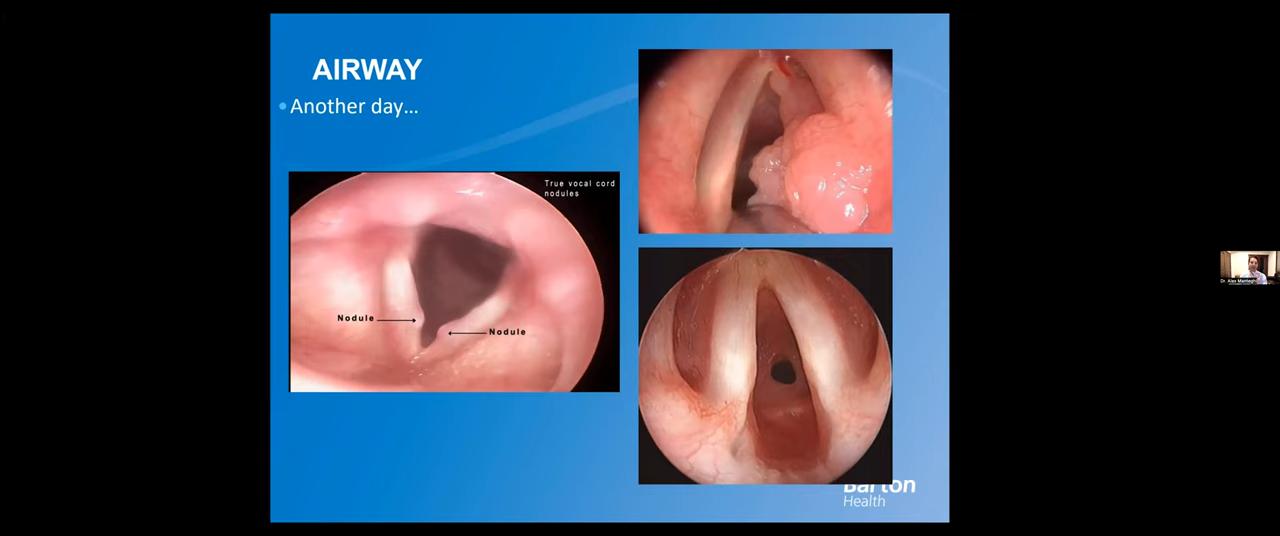 AIRWAY
Another day...
True vocal cord
nodules
Nodule
Nodule
Barton
Health